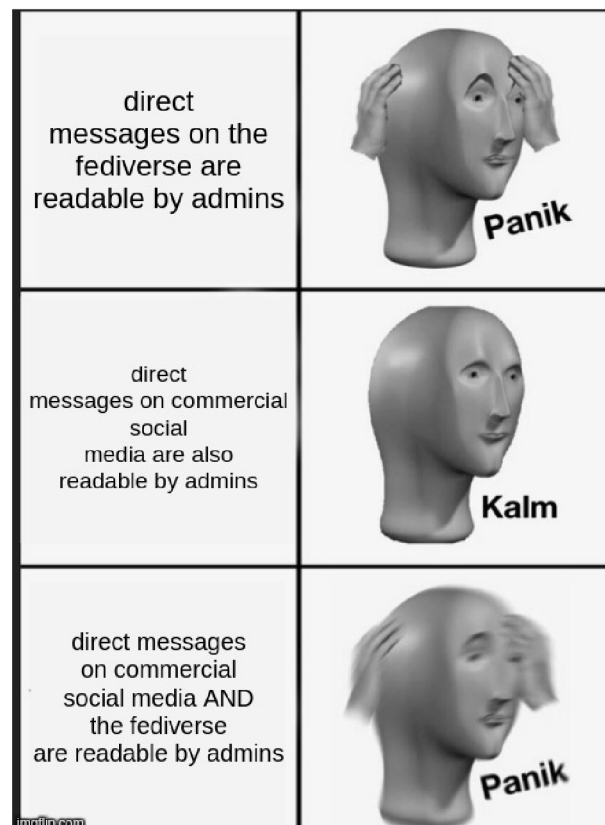 direct
messages on the
fediverse are
readable by admins
Panik
direct
messages on commercial
social
media are also
readable by admins
Kalm
direct messages
on commercial
social media AND
the fediverse
are readable by admins
Panik
imgflip.com